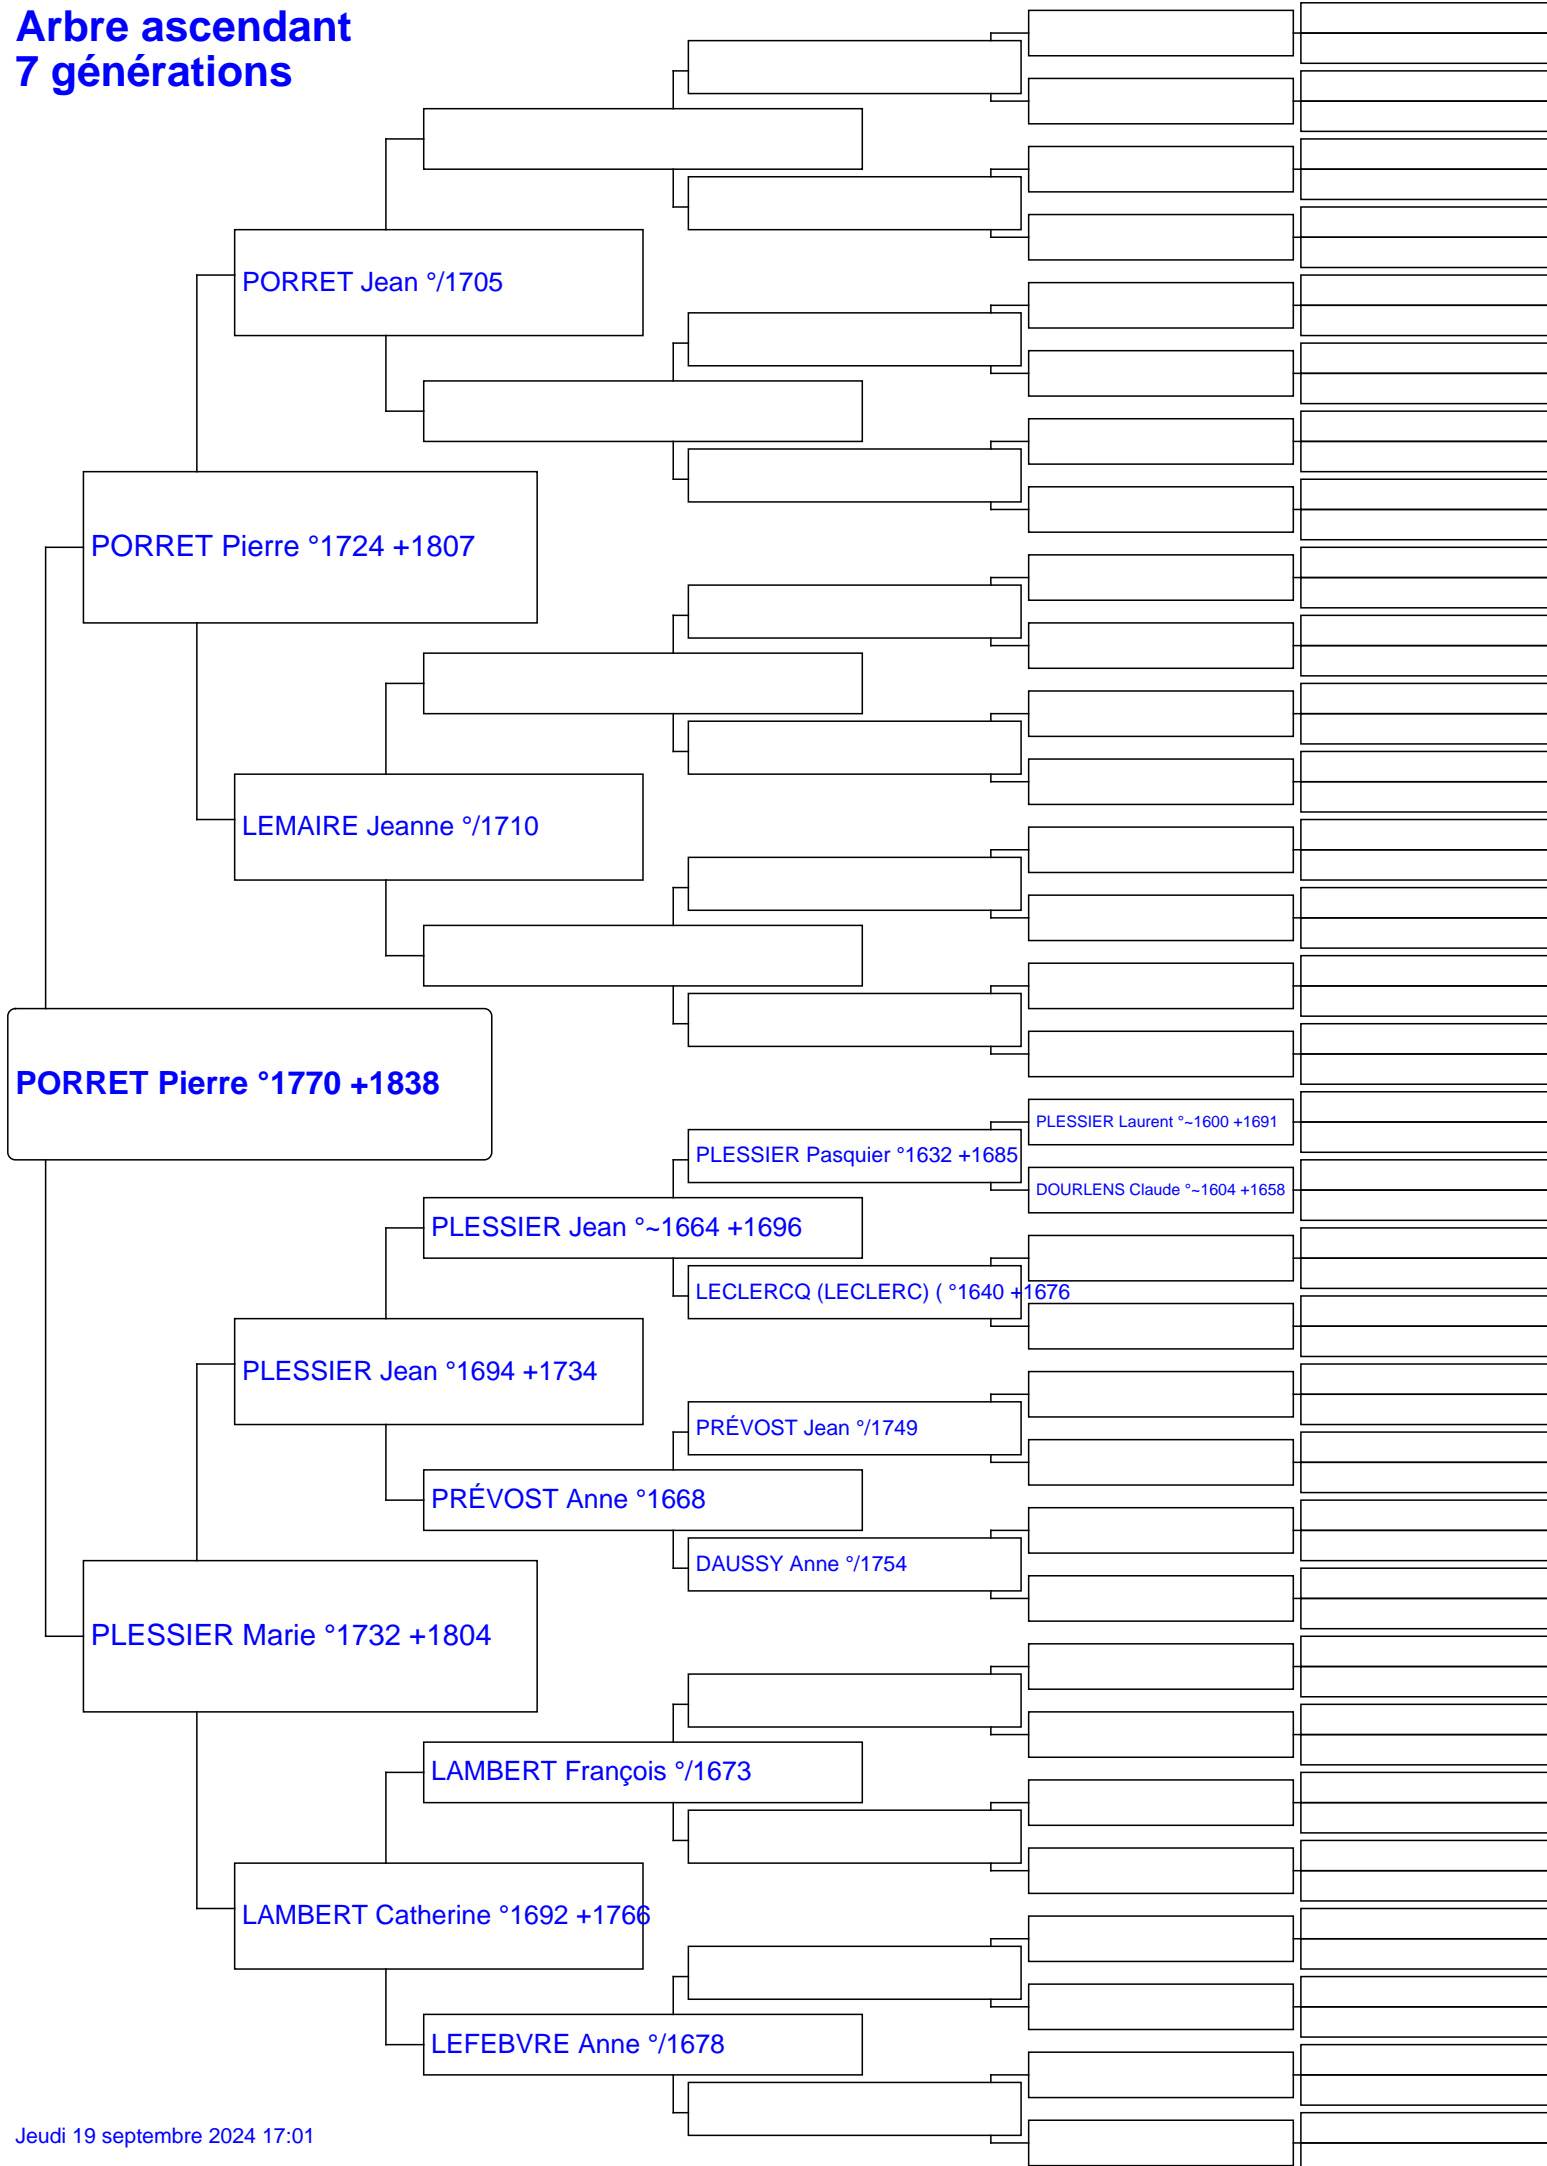 Arbre ascendant
7 générations
PORRET Jean °/1705
PORRET Pierre °1724 +1807
LEMAIRE Jeanne °/1710
PORRET Pierre °1770 +1838
PLESSIER Laurent °~1600 +1691
PLESSIER Pasquier °1632 +1685
DOURLENS Claude °~1604 +1658
PLESSIER Jean °~1664 +1696
LECLERCQ (LECLERC) ( °1640 +1676
PLESSIER Jean °1694 +1734
PRÉVOST Jean °/1749
PRÉVOST Anne °1668
DAUSSY Anne °/1754
PLESSIER Marie °1732 +1804
LAMBERT François °/1673
LAMBERT Catherine °1692 +1766
LEFEBVRE Anne °/1678
Jeudi 19 septembre 2024 17:01